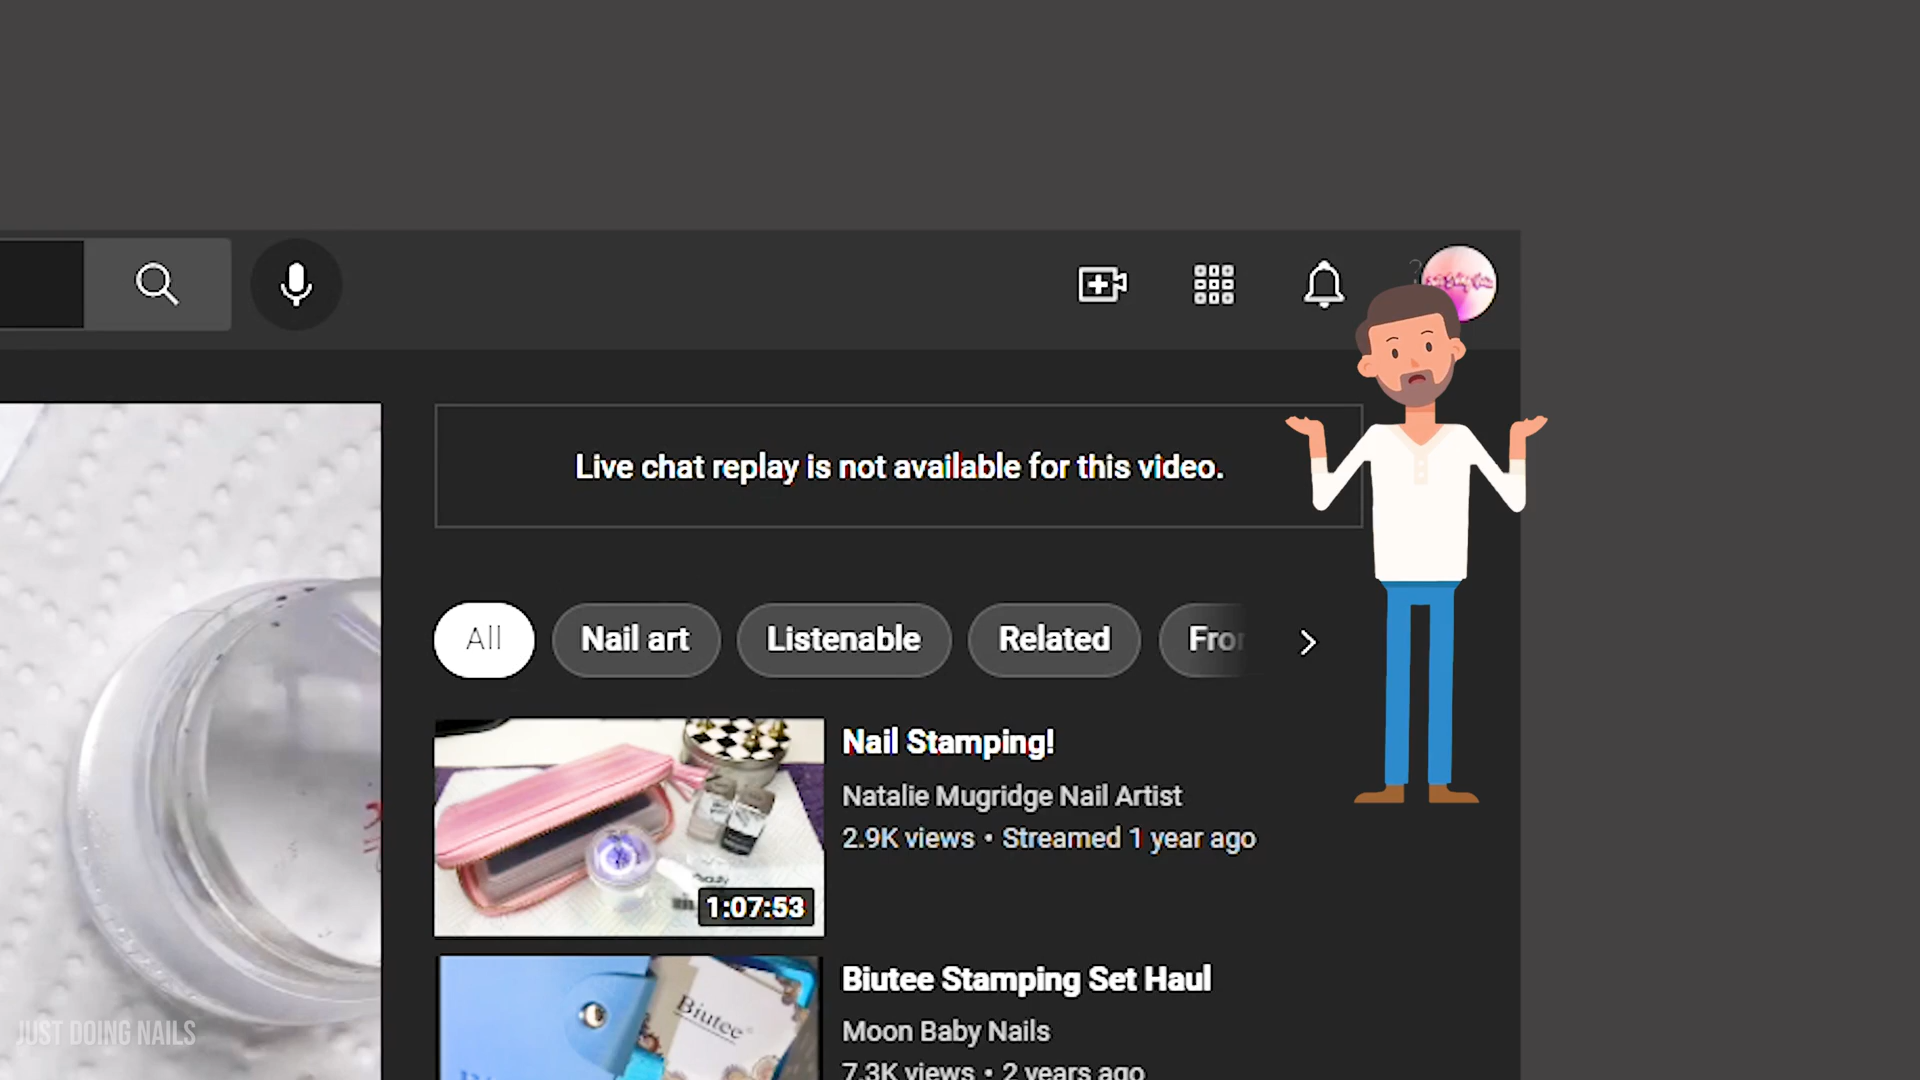 Live chat replay is not available for this video.
All
Nail art
Listenable
Related
Fro
Nail Stamping!
Natalie Mugridge Nail Artist
2.9K views • Streamed 1 year ago
1:07:53
Biutee Stamping Set Haul
Biutee
Moon Baby Nails
7.3K views • 2 years ago
JUST DOING NAILS